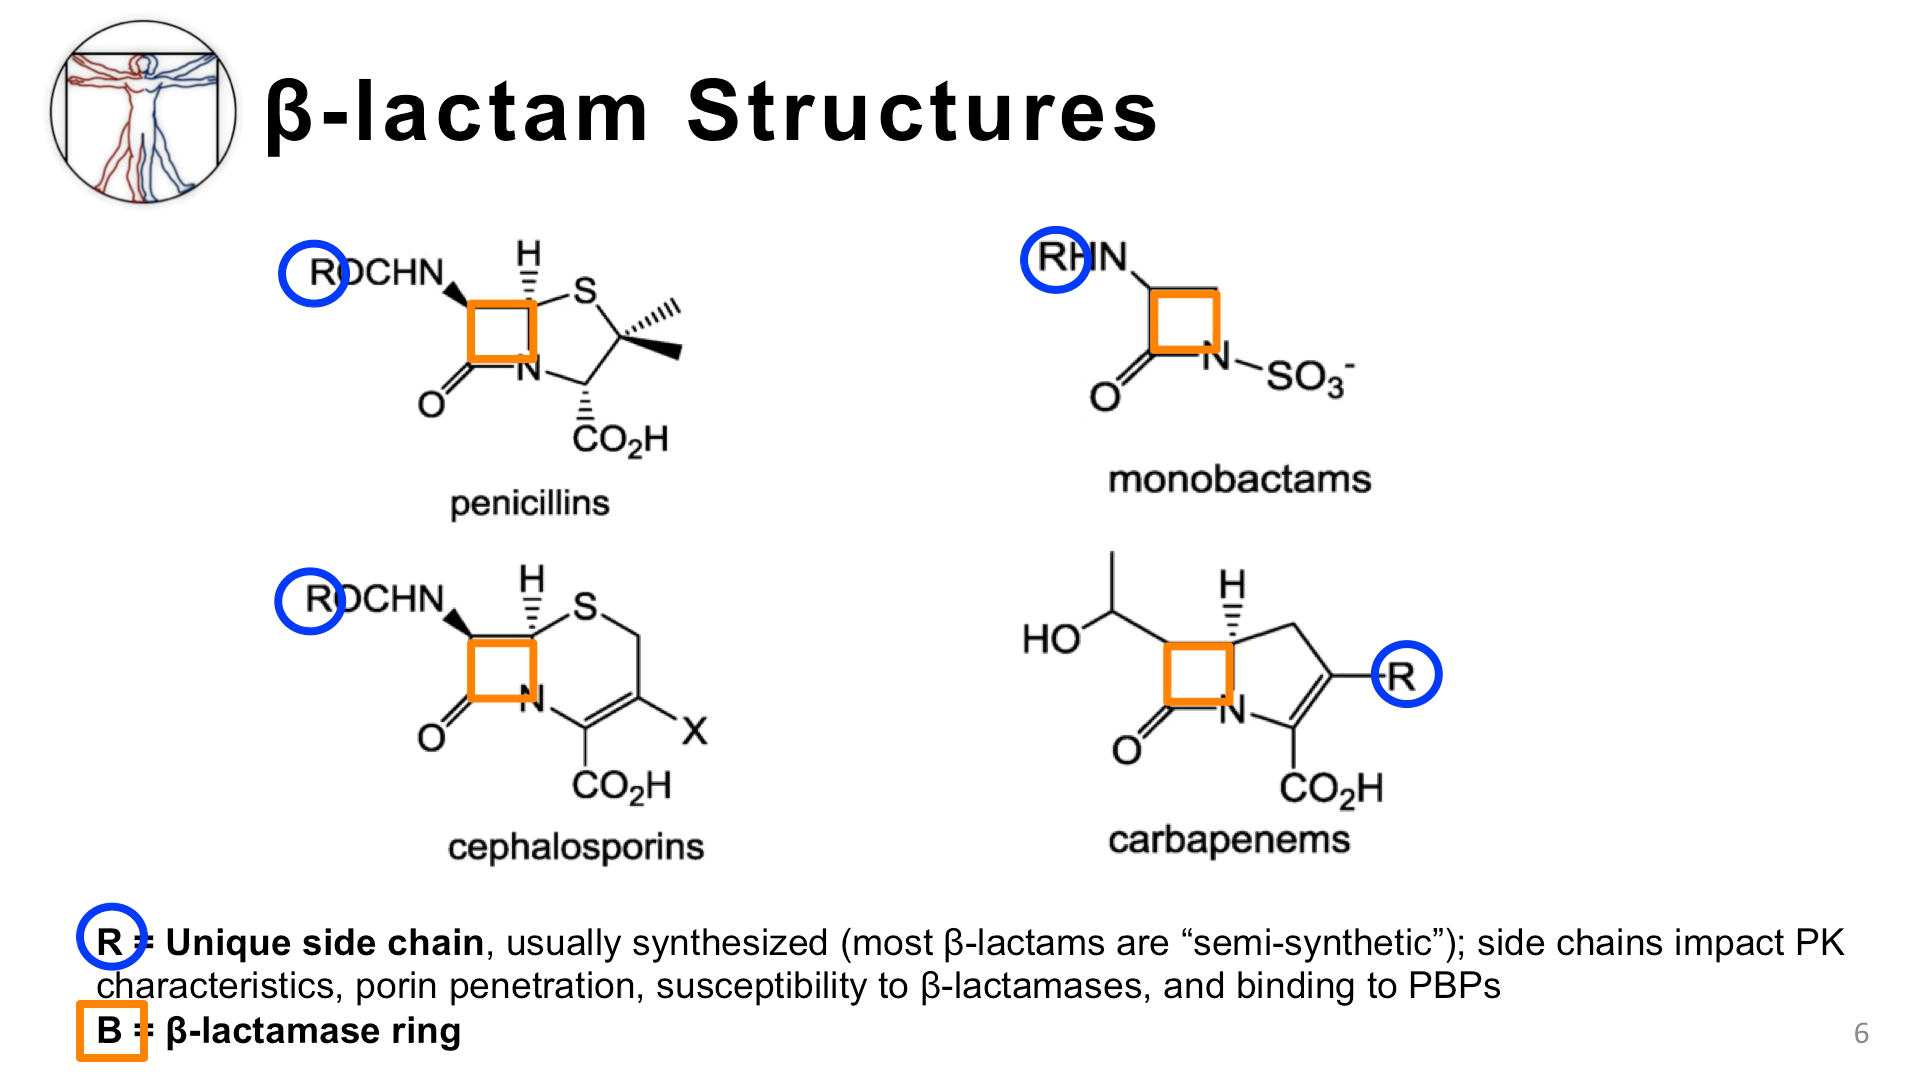 β-lactam Structures
ROCHN
H
S
N
O
CO₂H
penicillins
RHN
N
SO₃⁻
O
monobactams
ROCHN
H
S
N
O
X
CO₂H
cephalosporins
H
HO
R
N
O
CO₂H
carbapenems
R = Unique side chain, usually synthesized (most β-lactams are “semi-synthetic”); side chains impact PK
characteristics, porin penetration, susceptibility to β-lactamases, and binding to PBPs
B = β-lactamase ring
6